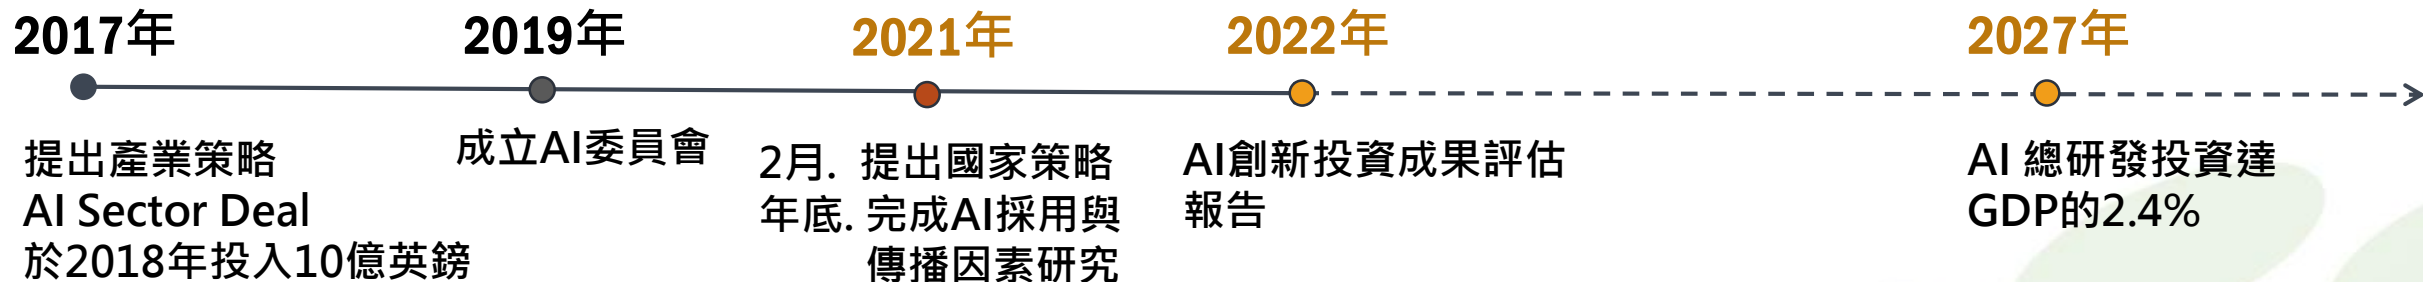 2017年
提出產業策略
AI Sector Deal
於2018年投入10億英鎊
2019年
成立AI委員會
2021年
2月. 提出國家策略
年底. 完成AI採用與
傳播因素研究
2022年
AI創新投資成果評估
報告
2027年
AI 總研發投資達
GDP的2.4%